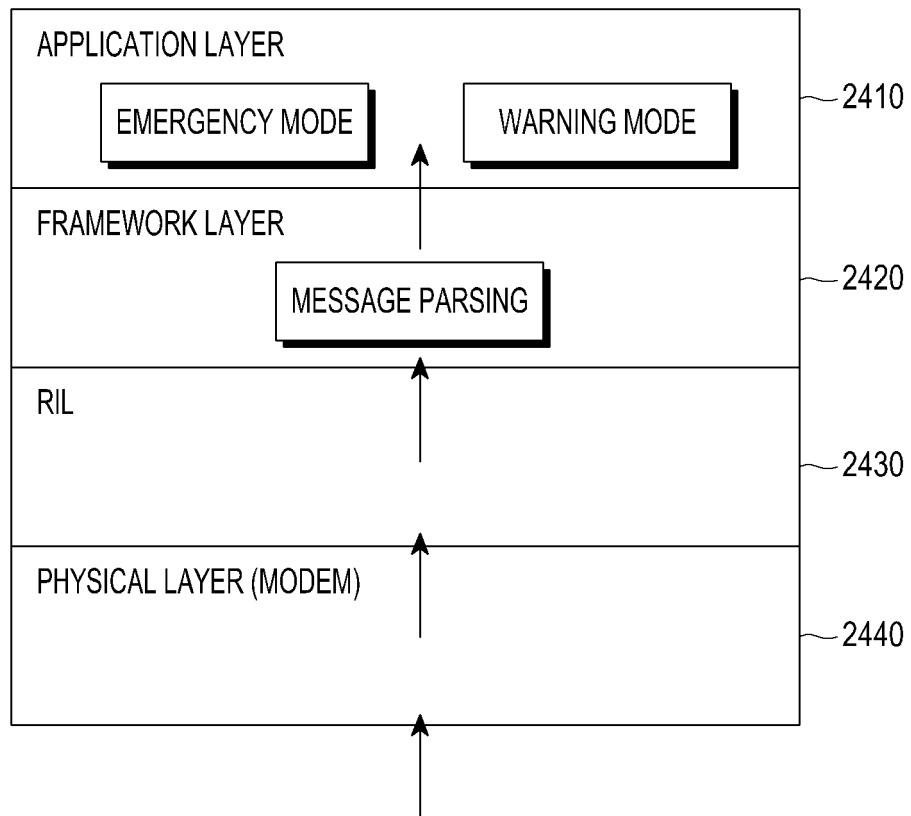 APPLICATION LAYER
EMERGENCY MODE
WARNING MODE
2410
FRAMEWORK LAYER
MESSAGE PARSING
2420
RIL
2430
PHYSICAL LAYER (MODEM)
2440